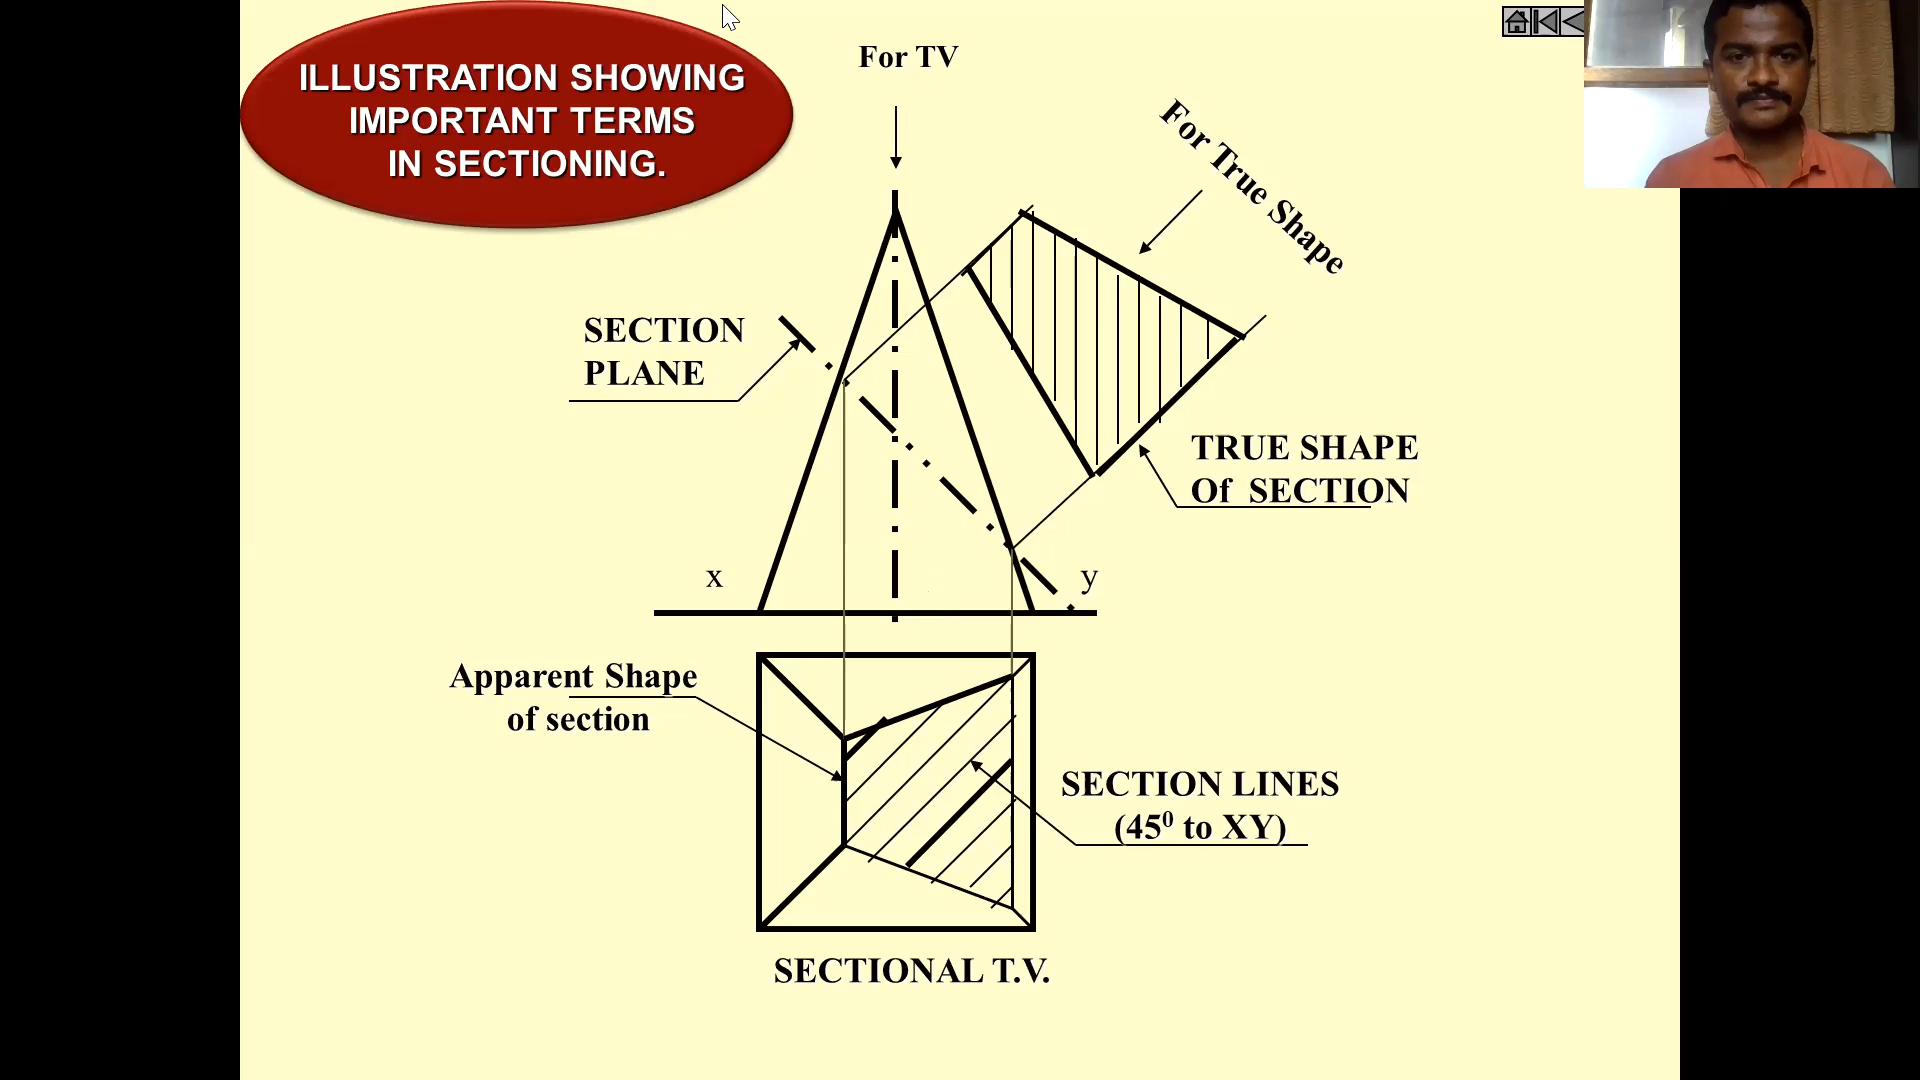 ILLUSTRATION SHOWING
IMPORTANT TERMS
IN SECTIONING.
For TV
For True Shape
SECTION
PLANE
TRUE SHAPE
Of SECTION
x
y
Apparent Shape
of section
SECTION LINES
(45⁰ to XY)
SECTIONAL T.V.